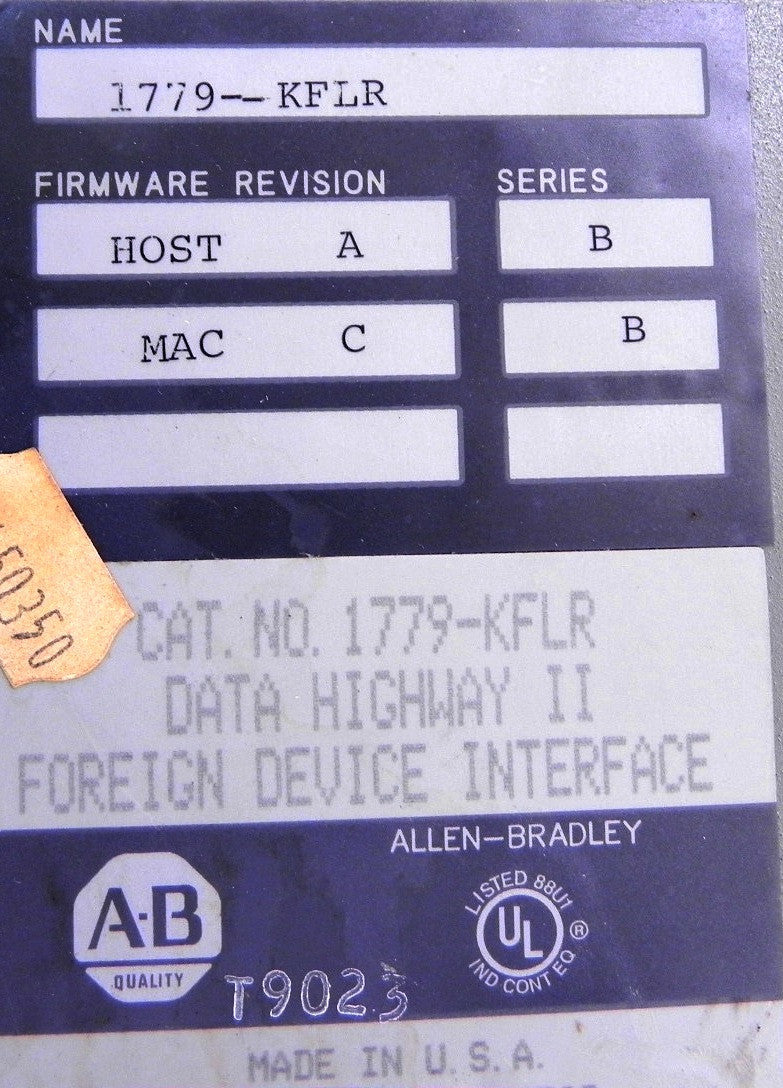 NAME
1779--KFLR
FIRMWARE REVISION SERIES
HOST A B
MAC C B
50350
CAT. NO. 1779-KFLR
DATA HIGHWAY II
FOREIGN DEVICE INTERFACE
ALLEN-BRADLEY
A-B
QUALITY
LISTED 88U1
UL ®
IND CONT EQ
T9023
MADE IN U.S.A.